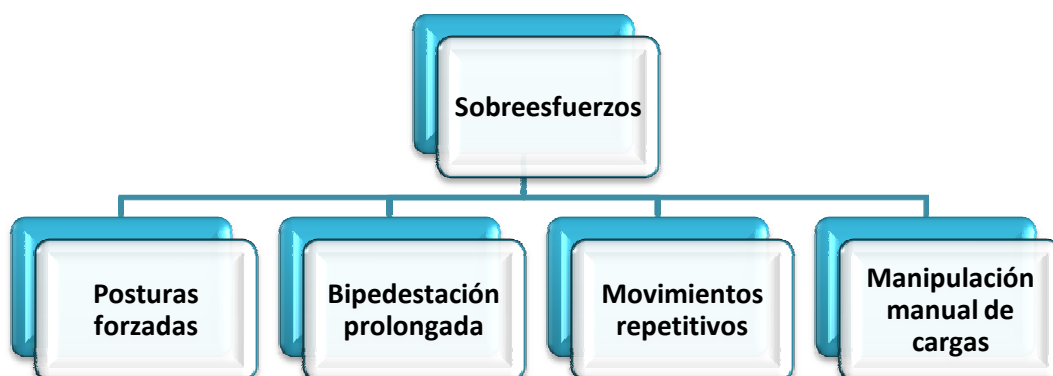 Sobreesfuerzos
Posturas
forzadas
Bipedestación
prolongada
Movimientos
repetitivos
Manipulación
manual de
cargas